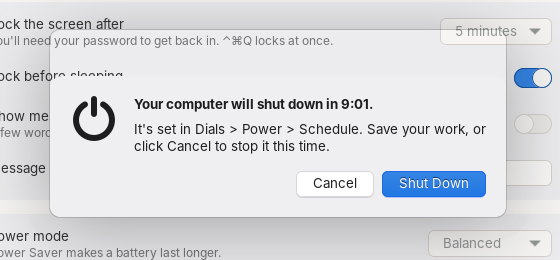 ock the screen after
5 minutes
ou'll need your password to get back in. ^⌘Q locks at once.
ock before sleeping
Your computer will shut down in 9:01.
how me
few word
It's set in Dials > Power > Schedule. Save your work, or
click Cancel to stop it this time.
essage
Cancel
Shut Down
ower mode
Balanced
ower Saver makes a battery last longer.